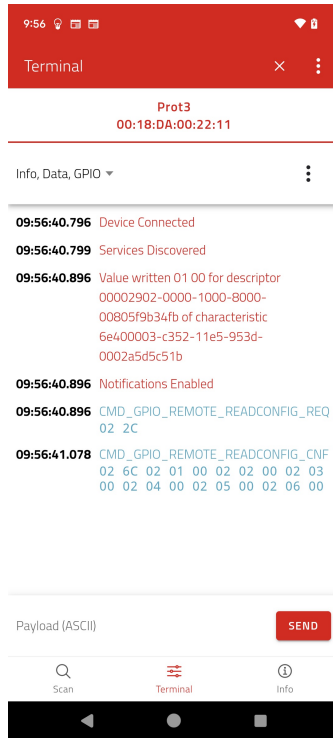 9:56
Terminal
Prot3
00:18:DA:00:22:11
Info, Data, GPIO
09:56:40.796 Device Connected
09:56:40.799 Services Discovered
09:56:40.896 Value written 01 00 for descriptor
00002902-0000-1000-8000-
00805f9b34fb of characteristic
6e400003-c352-11e5-953d-
0002a5d5c51b
09:56:40.896 Notifications Enabled
09:56:40.896 CMD_GPIO_REMOTE_READCONFIG_REQ
02 2C
09:56:41.078 CMD_GPIO_REMOTE_READCONFIG_CNF
02 6C 02 01 00 02 02 00 02 03
00 02 04 00 02 05 00 02 06 00
Payload (ASCII)
SEND
Scan
Terminal
Info